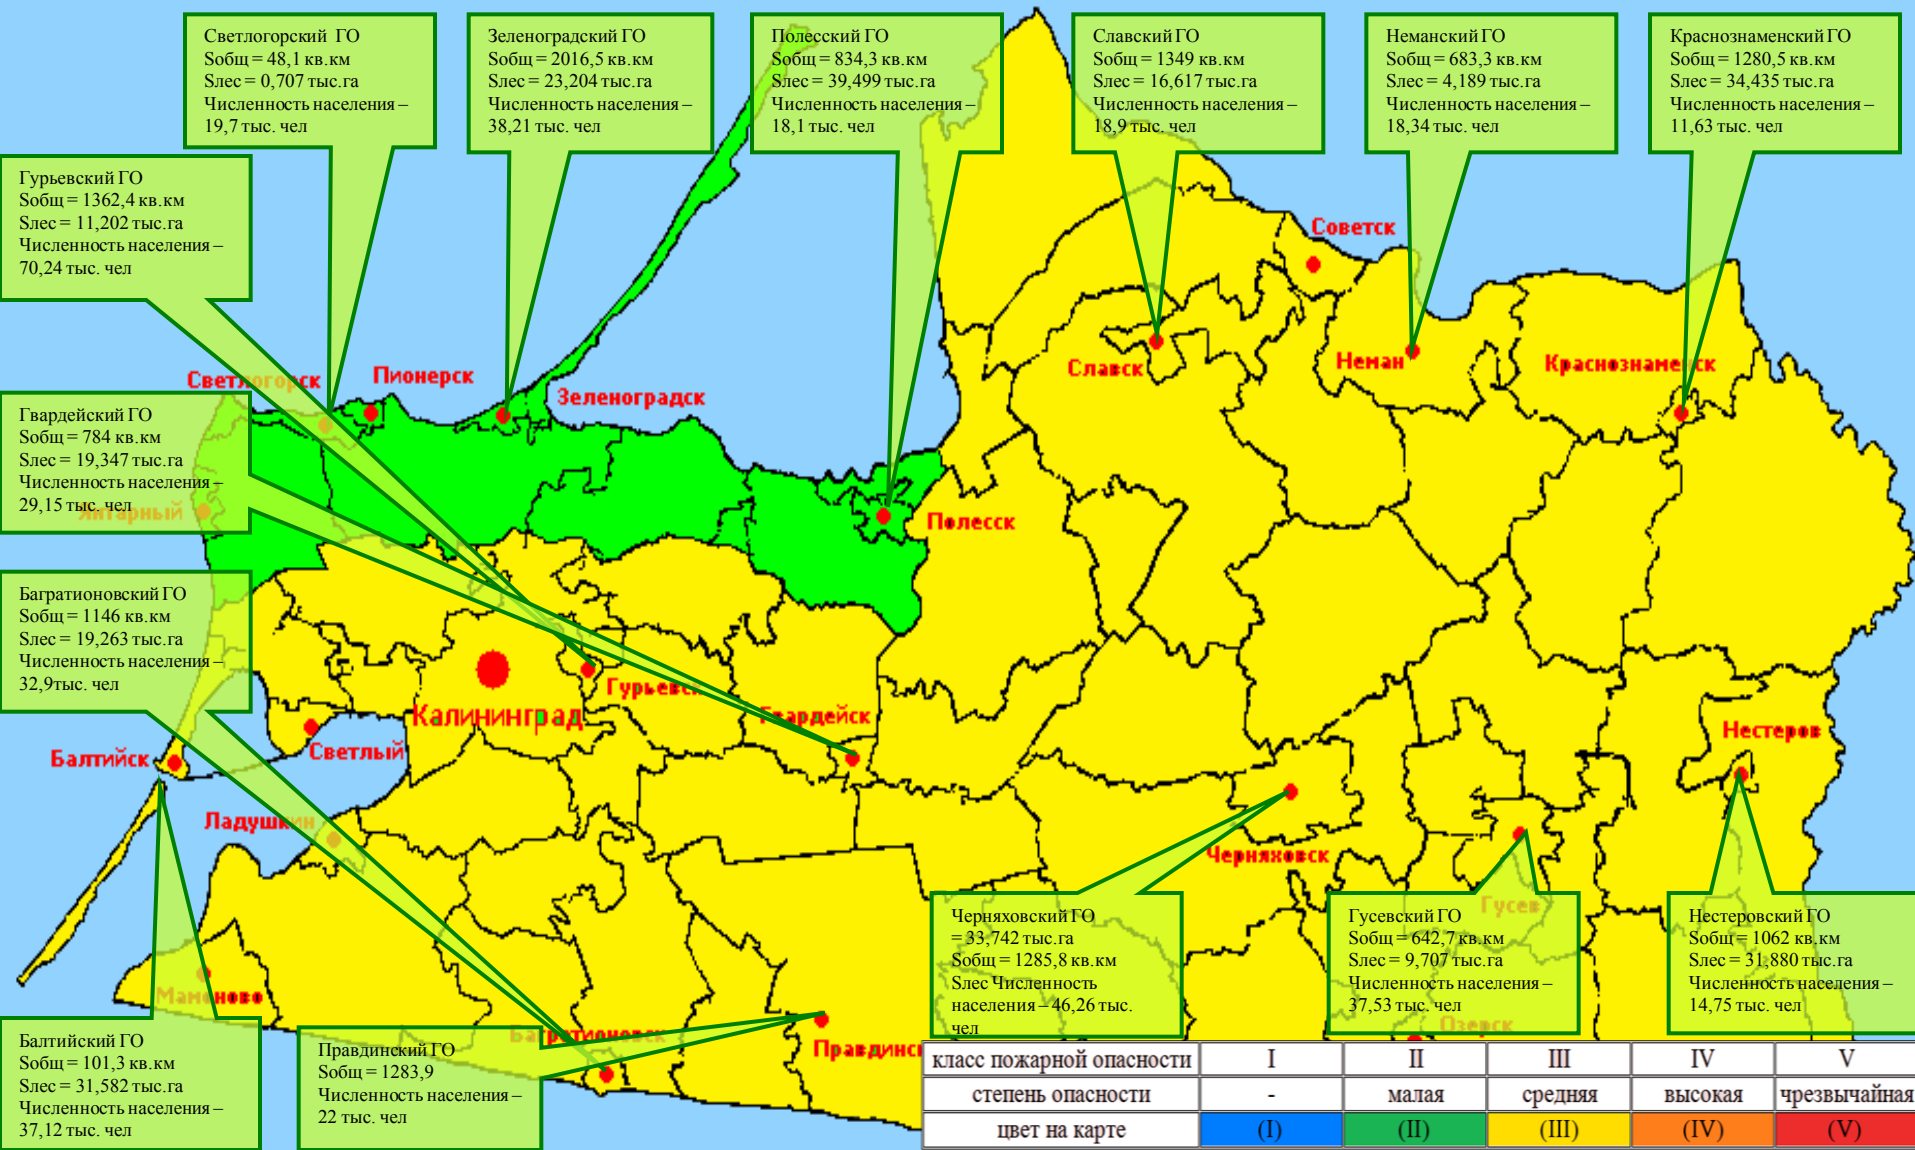 Светлогорский ГО
Sобщ = 48,1 кв.км
Sлес = 0,707 тыс.га
Численность населения –
19,7 тыс. чел
Зеленоградский ГО
Sобщ = 2016,5 кв.км
Sлес = 23,204 тыс.га
Численность населения –
38,21 тыс. чел
Полесский ГО
Sобщ = 834,3 кв.км
Sлес = 39,499 тыс.га
Численность населения –
18,1 тыс. чел
Славский ГО
Sобщ = 1349 кв.км
Sлес = 16,617 тыс.га
Численность населения –
18,9 тыс. чел
Неманский ГО
Sобщ = 683,3 кв.км
Sлес = 4,189 тыс.га
Численность населения –
18,34 тыс. чел
Краснознаменский ГО
Sобщ = 1280,5 кв.км
Sлес = 34,435 тыс.га
Численность населения –
11,63 тыс. чел
Гурьевский ГО
Sобщ = 1362,4 кв.км
Sлес = 11,202 тыс.га
Численность населения –
70,24 тыс. чел
Советск
Славск
Неман
Краснознаменск
Светлогорск
Пионерск
Зеленоградск
Гвардейский ГО
Sобщ = 784 кв.км
Sлес = 19,347 тыс.га
Численность населения –
29,15 тыс. чел
Янтарный
Полесск
Багратионовский ГО
Sобщ = 1146 кв.км
Sлес = 19,263 тыс.га
Численность населения –
32,9тыс. чел
Гурьевск
Калининград
Гвардейск
Нестеров
Балтийск
Светлый
Ладушкин
Черняховск
Гусев
Мамоново
Багратионовск
Правдинск
Озерск
Черняховский ГО
= 33,742 тыс.га
Sобщ = 1285,8 кв.км
Sлес Численность
населения – 46,26 тыс.
чел
Гусевский ГО
Sобщ = 642,7 кв.км
Sлес = 9,707 тыс.га
Численность населения –
37,53 тыс. чел
Нестеровский ГО
Sобщ = 1062 кв.км
Sлес = 31,880 тыс.га
Численность населения –
14,75 тыс. чел
Балтийский ГО
Sобщ = 101,3 кв.км
Sлес = 31,582 тыс.га
Численность населения –
37,12 тыс. чел
Правдинский ГО
Sобщ = 1283,9
Численность населения –
22 тыс. чел
класс пожарной опасности I II III IV V
степень опасности - малая средняя высокая чрезвычайная
цвет на карте (I) (II) (III) (IV) (V)